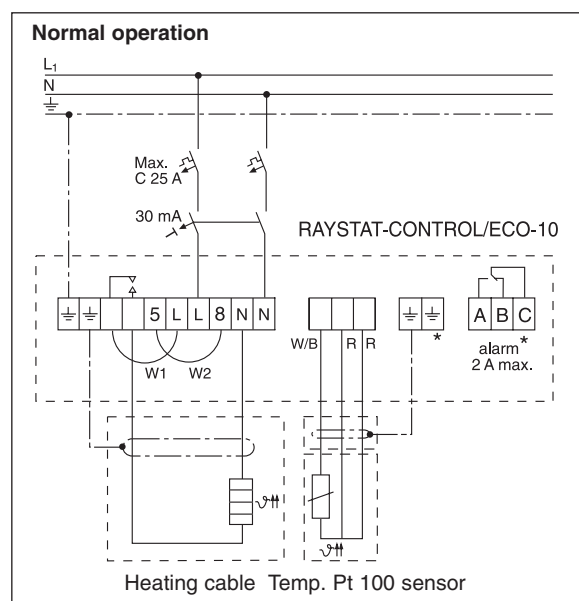 Normal operation
L1
N
Max.
C 25 A
30 mA
RAYSTAT-CONTROL/ECO-10
5 L L 8 N N
A B C
W/B R R
*
alarm*
2 A max.
W1 W2
Heating cable Temp. Pt 100 sensor